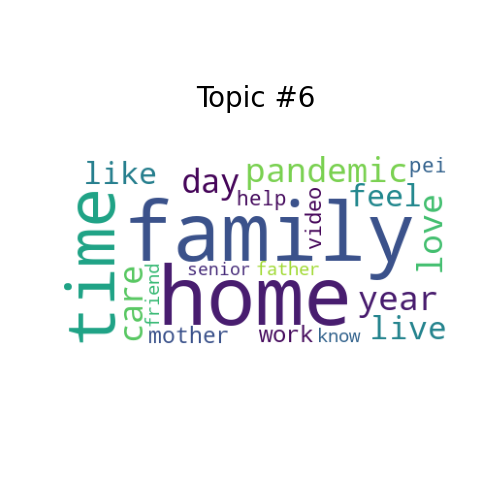 Topic #6
like
day
pandemic
pei
help
feel
family
video
love
time
senior
father
care
friend
home
year
mother
work
know
live